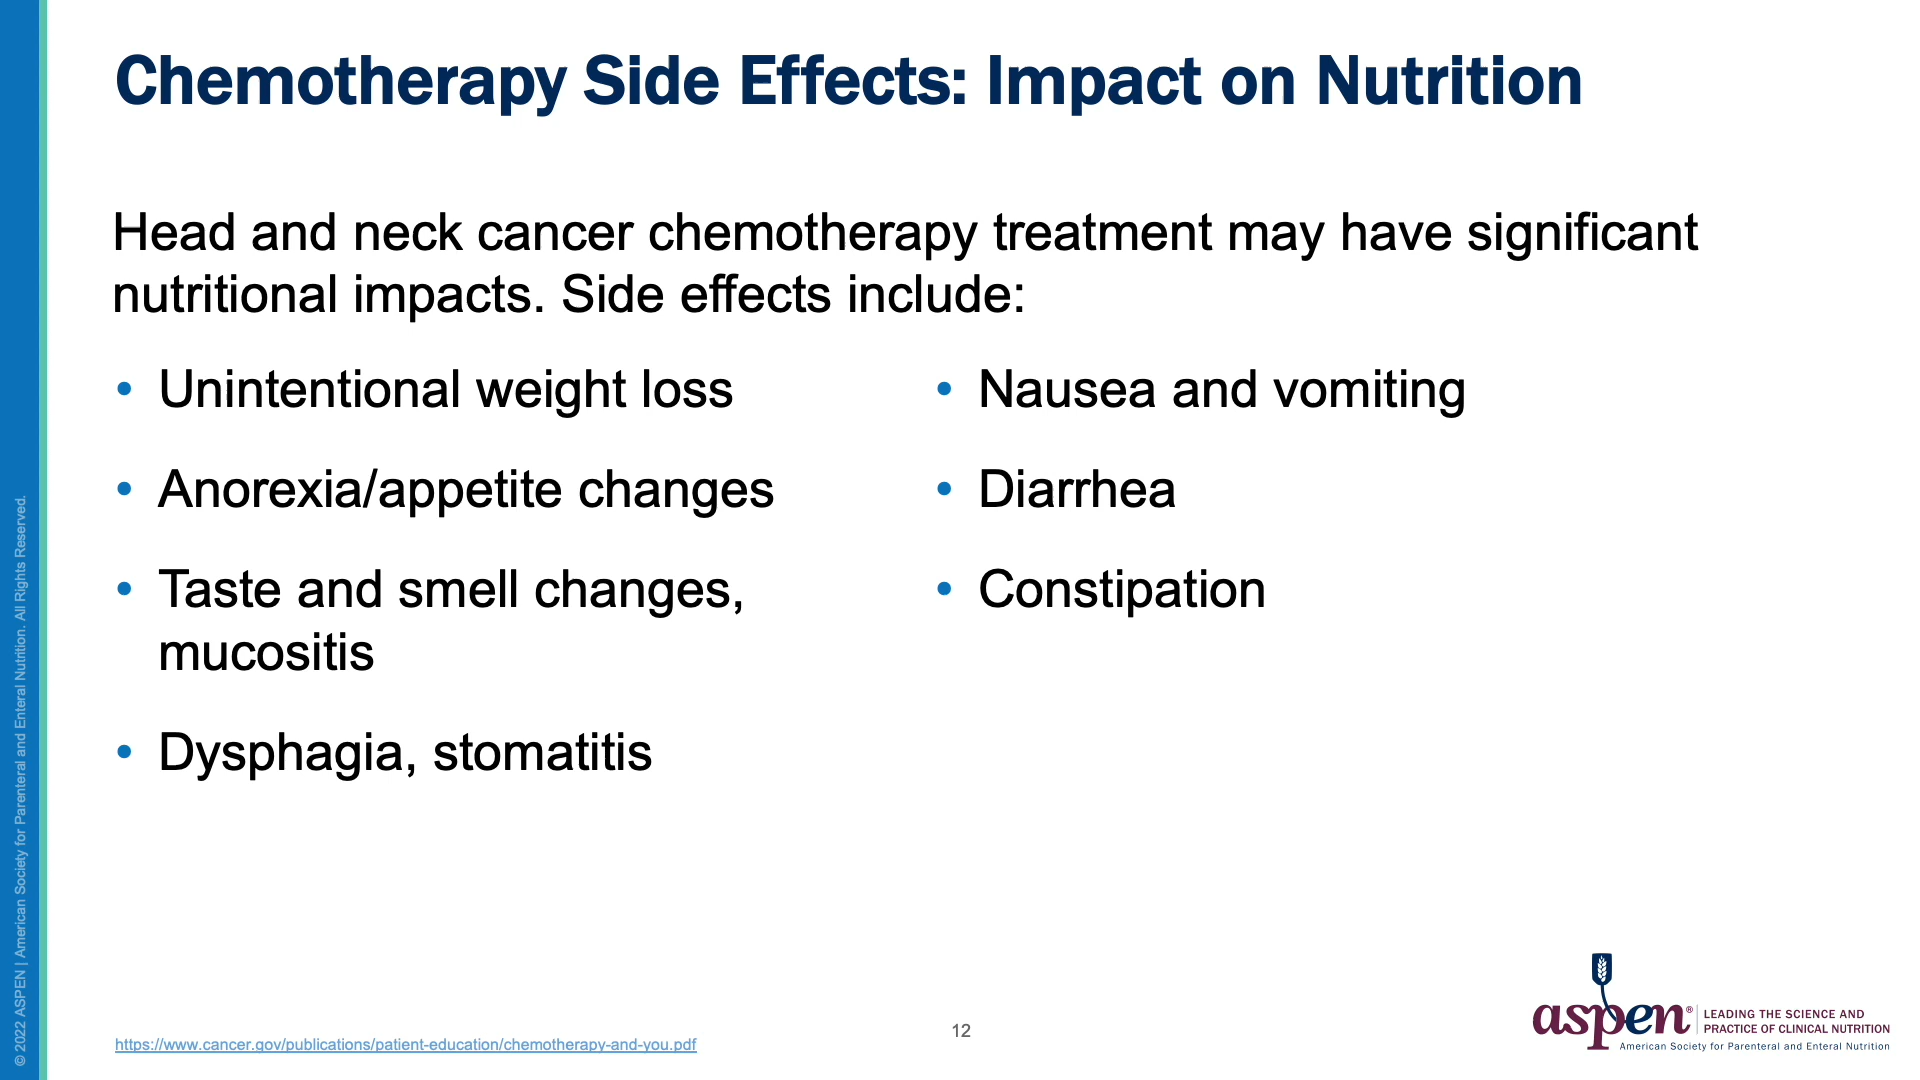 Chemotherapy Side Effects: Impact on Nutrition
Head and neck cancer chemotherapy treatment may have significant
nutritional impacts. Side effects include:
• Unintentional weight loss
• Anorexia/appetite changes
• Taste and smell changes,
mucositis
• Dysphagia, stomatitis
• Nausea and vomiting
• Diarrhea
• Constipation
https://www.cancer.gov/publications/patient-education/chemotherapy-and-you.pdf
12
aspen®
LEADING THE SCIENCE AND
PRACTICE OF CLINICAL NUTRITION
American Society for Parenteral and Enteral Nutrition
© 2022 ASPEN | American Society for Parenteral and Enteral Nutrition. All Rights Reserved.